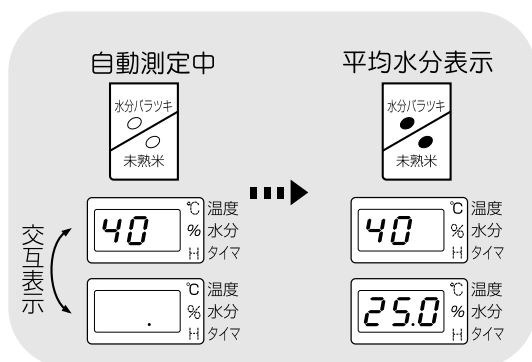 自動測定中
水分バラツキ
未熟米
40
℃ 温度
% 水分
H タイマ
.
℃ 温度
% 水分
H タイマ
交互表示
平均水分表示
水分バラツキ
未熟米
40
℃ 温度
% 水分
H タイマ
25.0
℃ 温度
% 水分
H タイマ